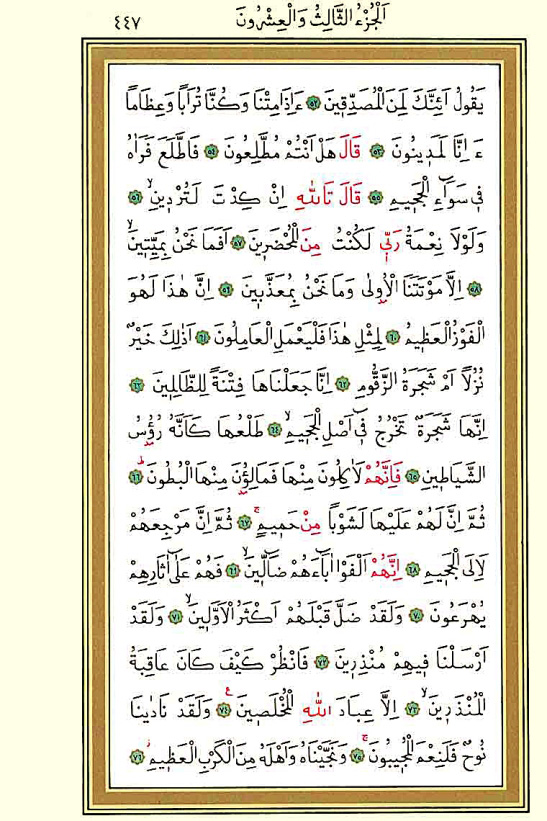 اَلْجُزْءُ الثَّالِثُ وَالْعِشْرُونَ
٤٤٧
يَقُولُ اَئِنَّكَ لَمِنَ الْمُصَدِّقِينَ ٥٢ ءَاِذَا مِتْنَا وَكُنَّا تُرَاباً وَعِظَاماً
ءَ اِنَّا لَمَدِينُونَ ٥٣ قَالَ هَلْ اَنْتُمْ مُطَّلِعُونَ ٥٤ فَاطَّلَعَ فَرَاٰهُ
فِي سَوَٓاءِ الْجَحِيمِ ٥٥ قَالَ تَاللّٰهِ اِنْ كِدْتَ لَتُرْدِينِۙ ٥٦
وَلَوْلَا نِعْمَةُ رَبِّي لَكُنْتُ مِنَ الْمُحْضَرِينَ ٥٧ اَفَمَا نَحْنُ بِمَيِّتِينَۙ
٥٨ اِلَّا مَوْتَتَنَا الْاُو۫لٰى وَمَا نَحْنُ بِمُعَذَّبِينَ ٥٩ اِنَّ هٰذَا لَهُوَ
الْفَوْزُ الْعَظِيمُ ٦٠ لِمِثْلِ هٰذَا فَلْيَعْمَلِ الْعَامِلُونَ ٦١ اَذٰلِكَ خَيْرٌ
نُزُلاً اَمْ شَجَرَةُ الزَّقُّومِ ٦٢ اِنَّا جَعَلْنَاهَا فِتْنَةً لِلظَّالِمِينَ ٦٣
اِنَّهَا شَجَرَةٌ تَخْرُجُ فِٓي اَصْلِ الْجَحِيمِۙ ٦٤ طَلْعُهَا كَاَنَّهُ رُؤُ۫سُ
الشَّيَاطِينِ ٦٥ فَاِنَّهُمْ لَاٰكِلُونَ مِنْهَا فَمَالِؤُ۫نَ مِنْهَا الْبُطُونَۜ ٦٦
ثُمَّ اِنَّ لَهُمْ عَلَيْهَا لَشَوْباً مِنْ حَمِيمٍۚ ٦٧ ثُمَّ اِنَّ مَرْجِعَهُمْ
لَاِلَى الْجَحِيمِ ٦٨ اِنَّهُمْ اَلْفَوْا اٰبَٓاءَهُمْ ضَٓالِّينَۙ ٦٩ فَهُمْ عَلٰٓى اٰثَارِهِمْ
يُهْرَعُونَ ٧٠ وَلَقَدْ ضَلَّ قَبْلَهُمْ اَكْثَرُ الْاَوَّلِينَۙ ٧١ وَلَقَدْ
اَرْسَلْنَا فِيهِمْ مُنْذِرِينَ ٧٢ فَانْظُرْ كَيْفَ كَانَ عَاقِبَةُ
الْمُنْذَرِينَۙ ٧٣ اِلَّا عِبَادَ اللّٰهِ الْمُخْلَصِينَ۟ ٧٤ وَلَقَدْ نَادٰينَا
نُوحٌ فَلَنِعْمَ الْمُجِيبُونَۚ ٧٥ وَنَجَّيْنَاهُ وَاَهْلَهُ مِنَ الْكَرْبِ الْعَظِيمِۘ ٧٦